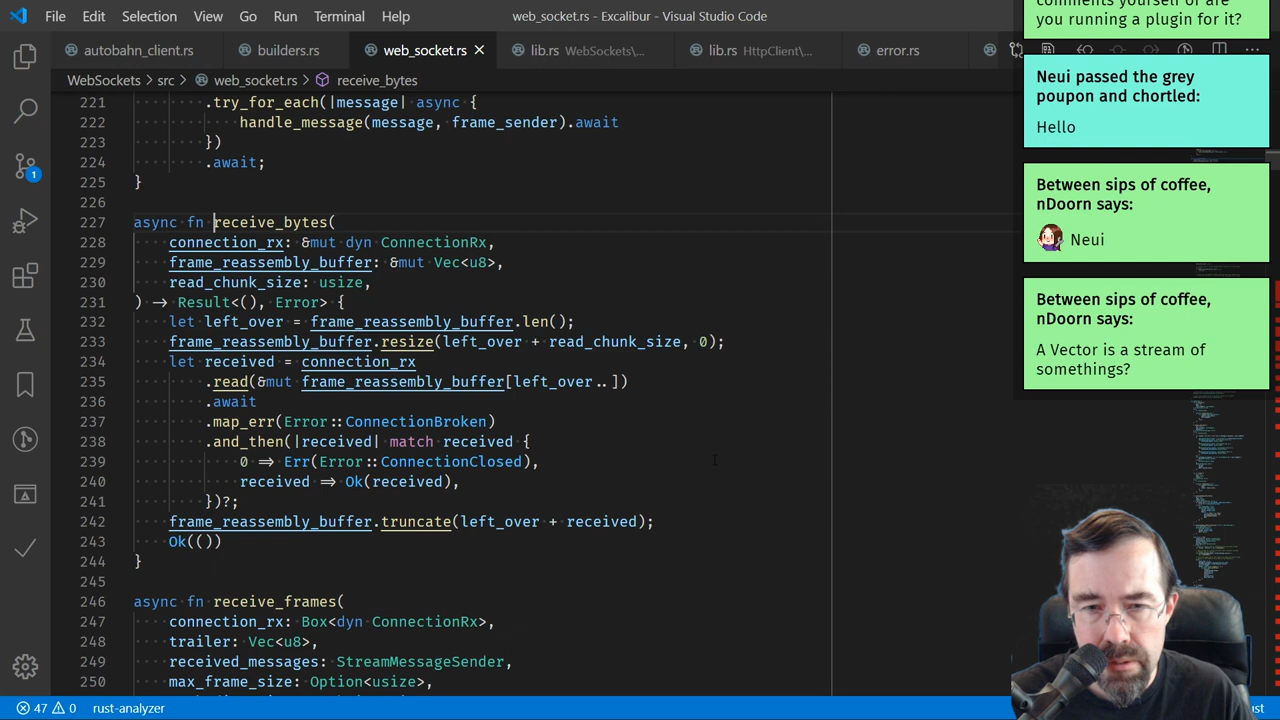 File Edit Selection View Go Run Terminal Help
web_socket.rs - Excalibur - Visual Studio Code
autobahn_client.rs builders.rs web_socket.rs lib.rs WebSockets\... lib.rs HttpClient\... error.rs
WebSockets > src > web_socket.rs > receive_bytes
221 .try_for_each(|message| async {
222 handle_message(message, frame_sender).await
223 })
224 .await;
225 }
226
227 async fn receive_bytes(
228 connection_rx: &mut dyn ConnectionRx,
229 frame_reassembly_buffer: &mut Vec<u8>,
230 read_chunk_size: usize,
231 ) -> Result<(), Error> {
232 let left_over = frame_reassembly_buffer.len();
233 frame_reassembly_buffer.resize(left_over + read_chunk_size, 0);
234 let received = connection_rx
235 .read(&mut frame_reassembly_buffer[left_over..])
236 .await
237 .map_err(Error::ConnectionBroken)
238 .and_then(|received| match received {
239 0 => Err(Error::ConnectionClosed),
240 received => Ok(received),
241 })?;
242 frame_reassembly_buffer.truncate(left_over + received);
243 Ok(())
244 }
245
246 async fn receive_frames(
247 connection_rx: Box<dyn ConnectionRx>,
248 trailer: Vec<u8>,
249 received_messages: StreamMessageSender,
250 max_frame_size: Option<usize>,
comments yourself or are
you running a plugin for it?
Neui passed the grey
poupon and chortled:
Hello
Between sips of coffee,
nDoorn says:
Neui
Between sips of coffee,
nDoorn says:
A Vector is a stream of
somethings?
1
47 0 rust-analyzer